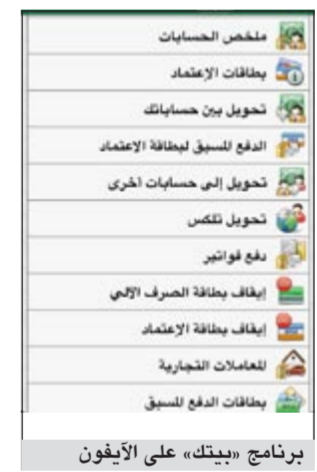 ملخص الحسابات
بطاقات الإعتماد
تحويل بين حساباتك
الدفع المسبق لبطاقة الاعتماد
تحويل إلى حسابات أخرى
تحويل تلكس
دفع فواتير
إيقاف بطاقة الصرف الآلي
إيقاف بطاقة الإعتماد
المعاملات التجارية
بطاقات الدفع المسبق
برنامج «بيتك» على الآيفون